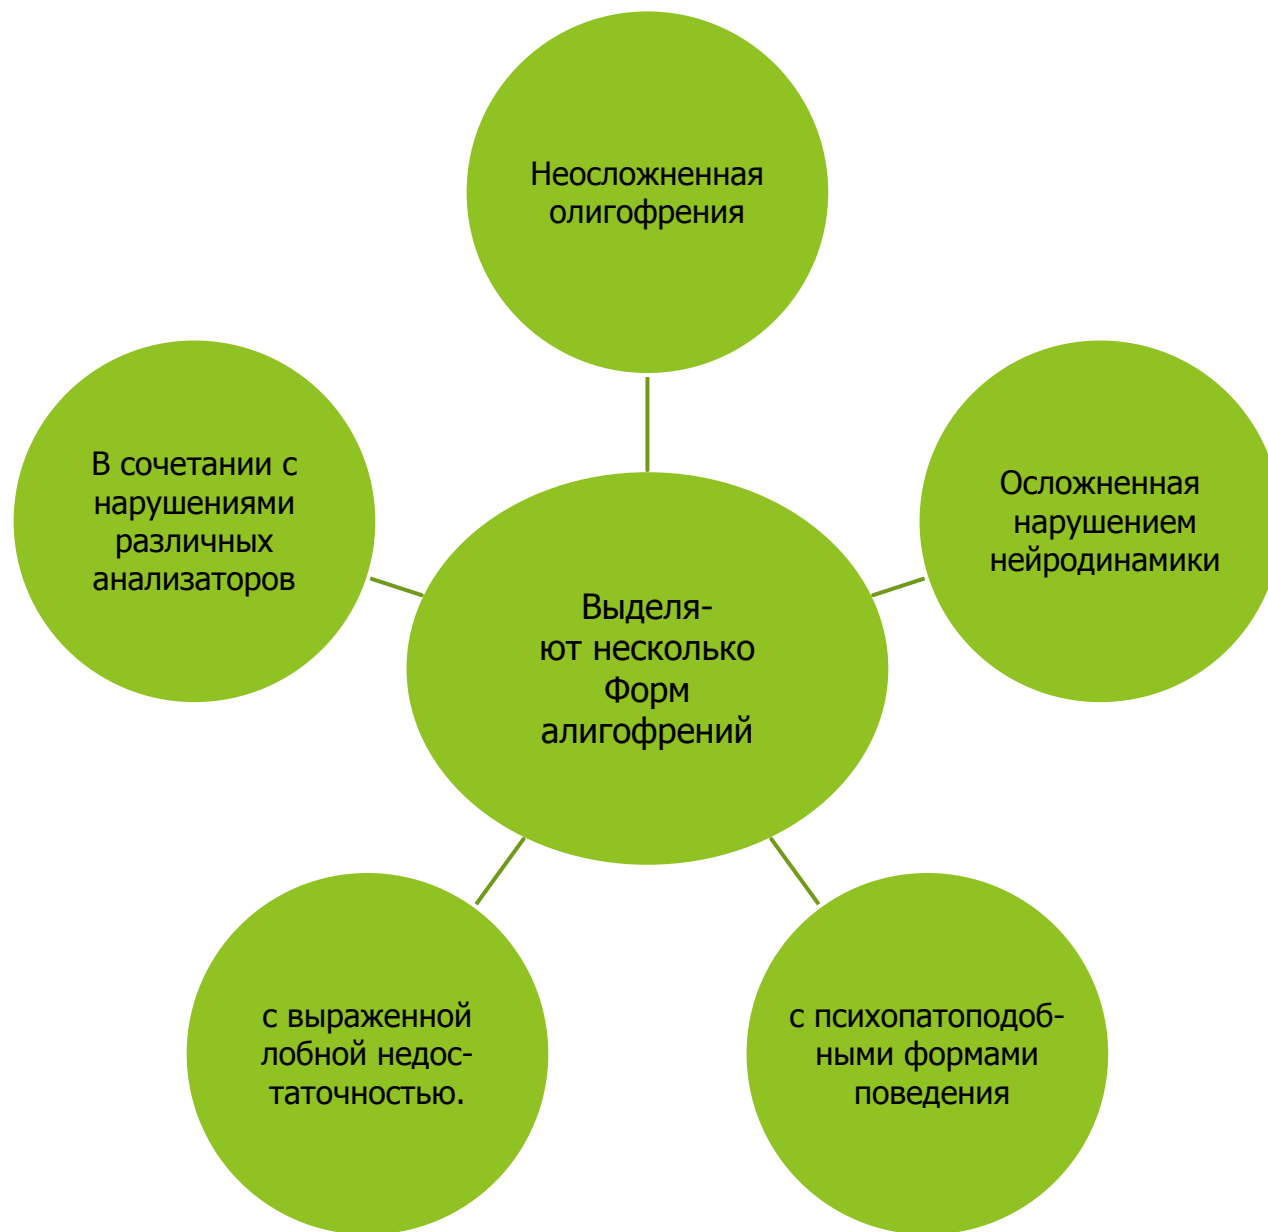 Неосложненная
олигофрения
В сочетании с
нарушениями
различных
анализаторов
Осложненная
нарушением
нейродинамики
Выделя-
ют несколько
Форм
алигофрений
с выраженной
лобной недос-
таточностью.
с психопатоподоб-
ными формами
поведения